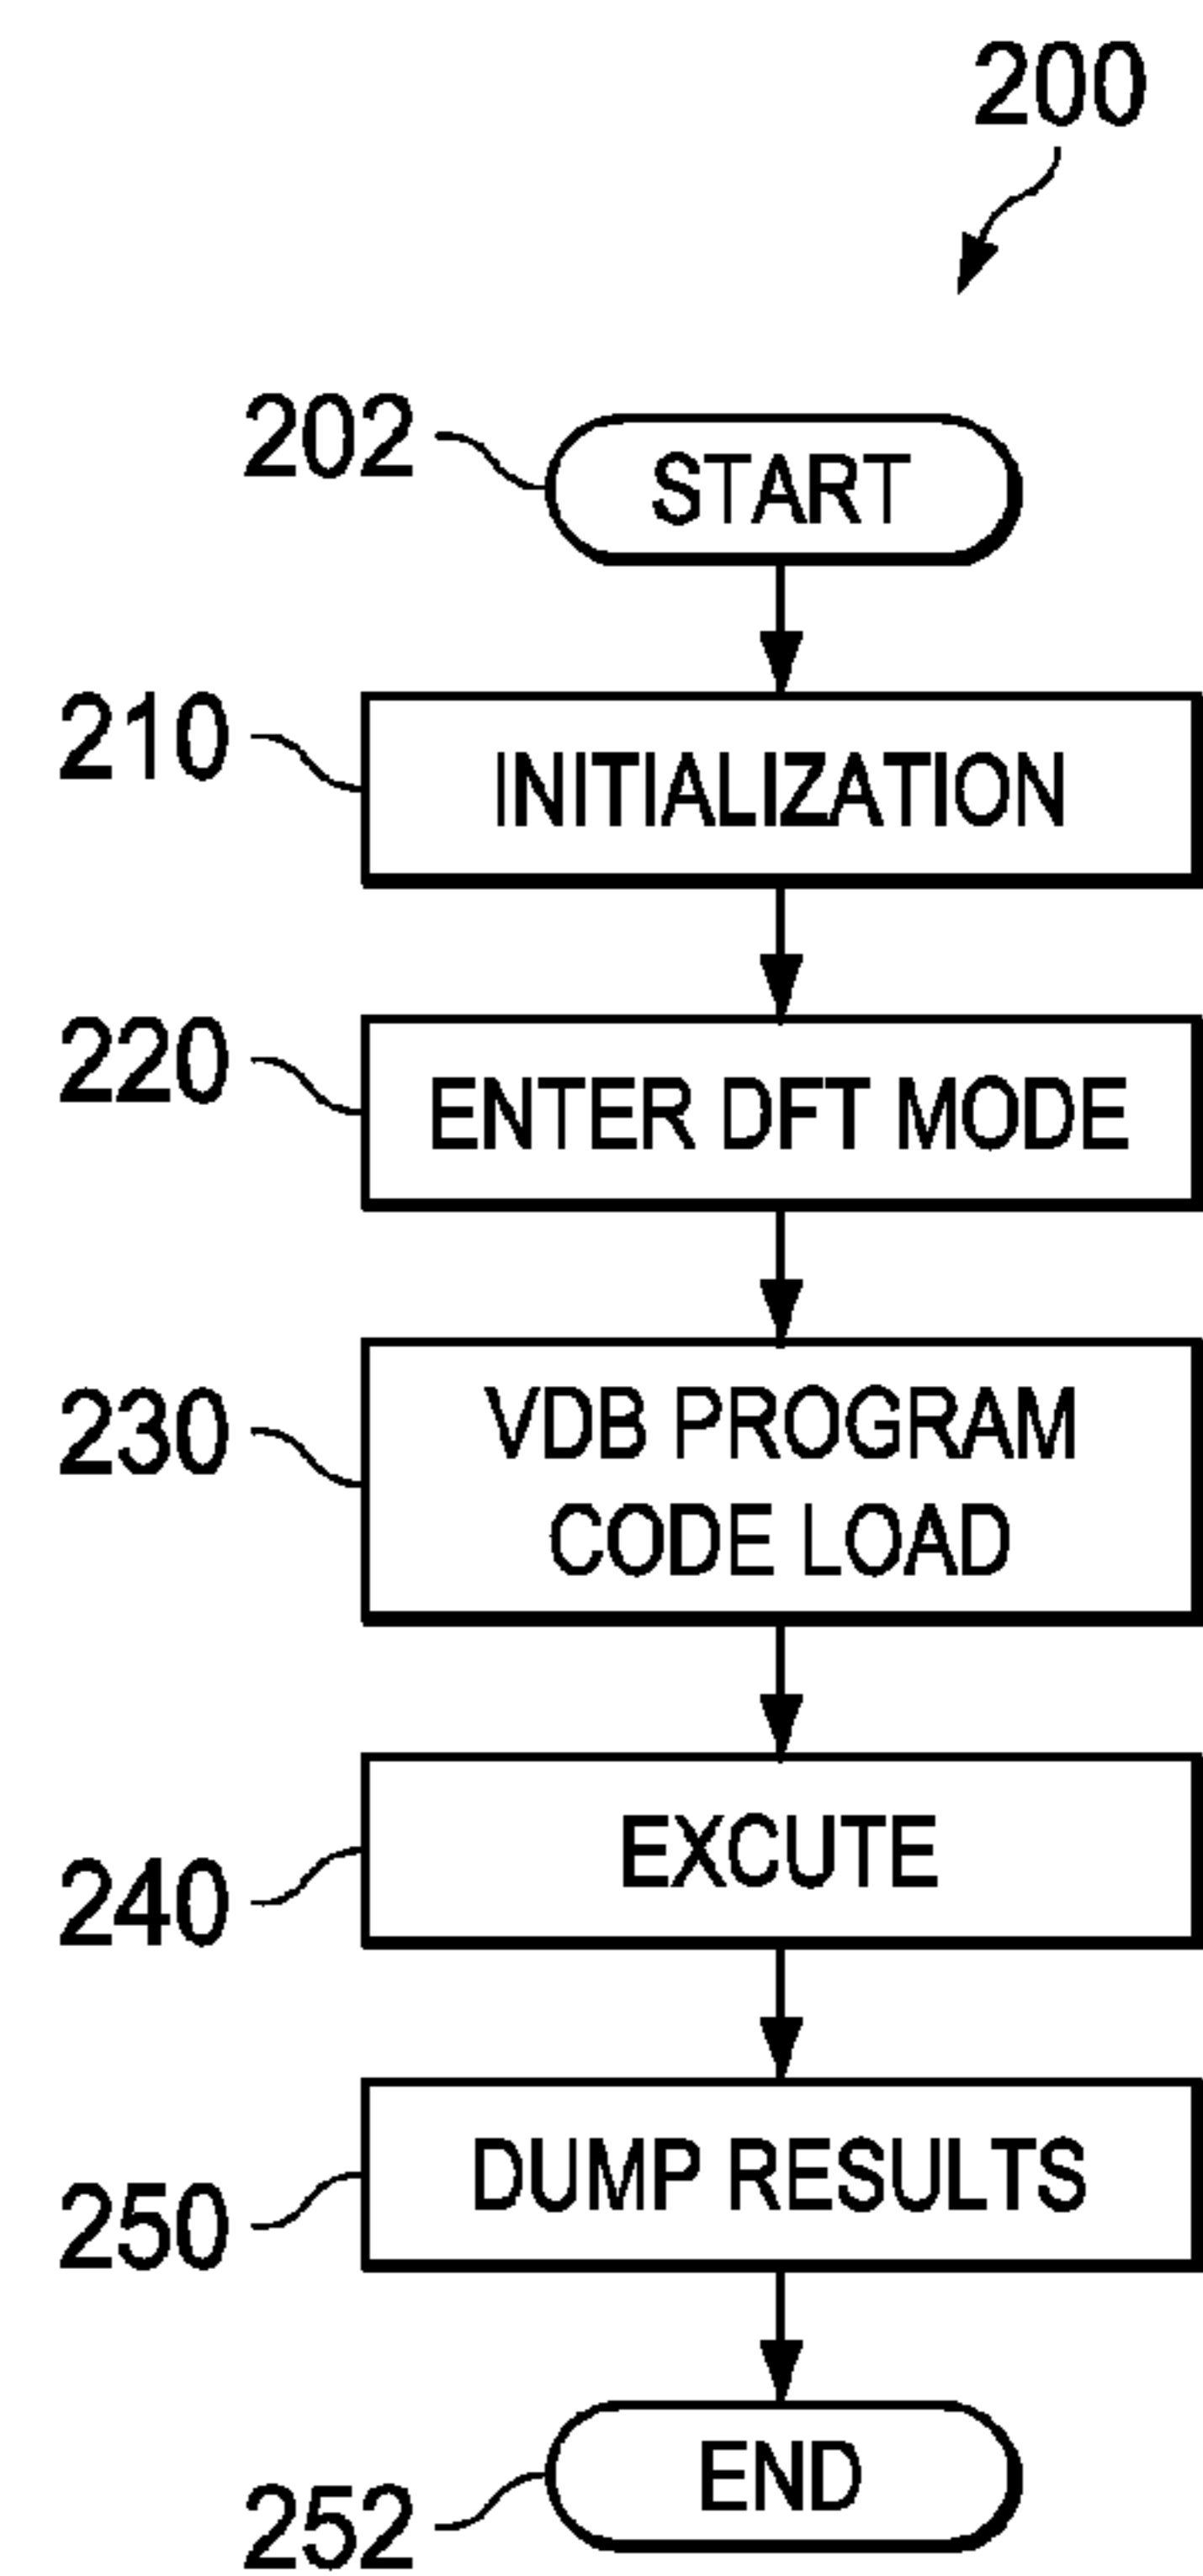 200
202
START
210
INITIALIZATION
220
ENTER DFT MODE
230
VDB PROGRAM
CODE LOAD
240
EXCUTE
250
DUMP RESULTS
252
END